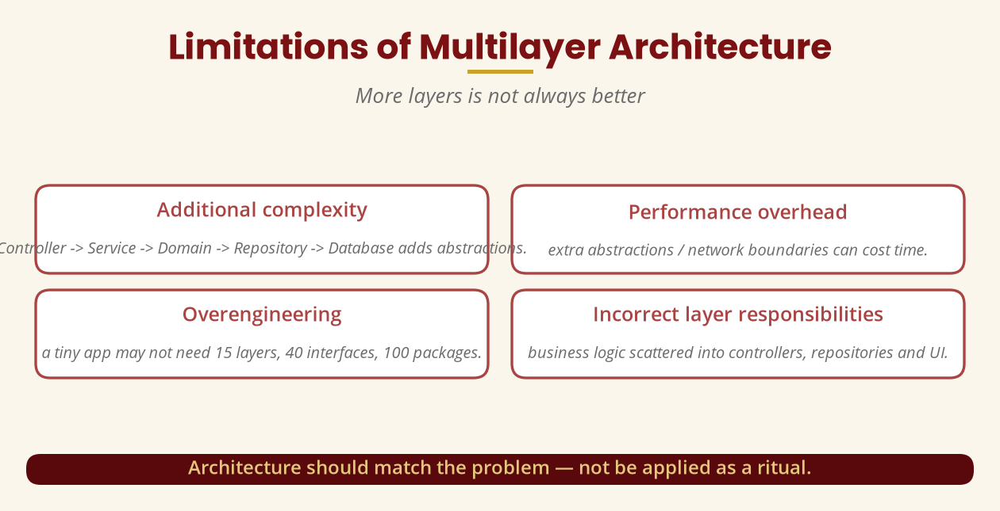 Limitations of Multilayer Architecture
More layers is not always better
Additional complexity
Controller -> Service -> Domain -> Repository -> Database adds abstractions.
Performance overhead
extra abstractions / network boundaries can cost time.
Overengineering
a tiny app may not need 15 layers, 40 interfaces, 100 packages.
Incorrect layer responsibilities
business logic scattered into controllers, repositories and UI.
Architecture should match the problem — not be applied as a ritual.